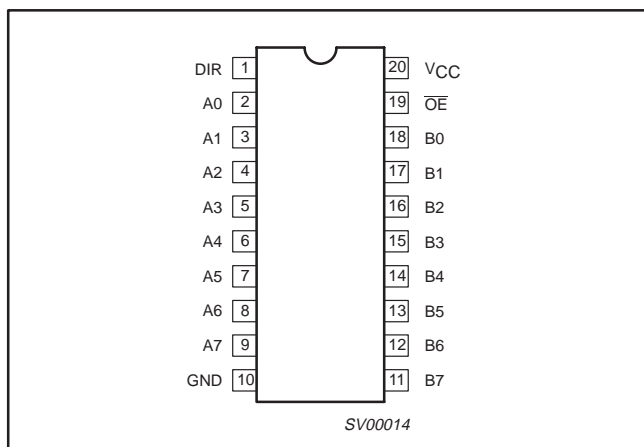 DIR 1 20 VCC
A0 2 19 O̅E̅
A1 3 18 B0
A2 4 17 B1
A3 5 16 B2
A4 6 15 B3
A5 7 14 B4
A6 8 13 B5
A7 9 12 B6
GND 10 11 B7
SV00014